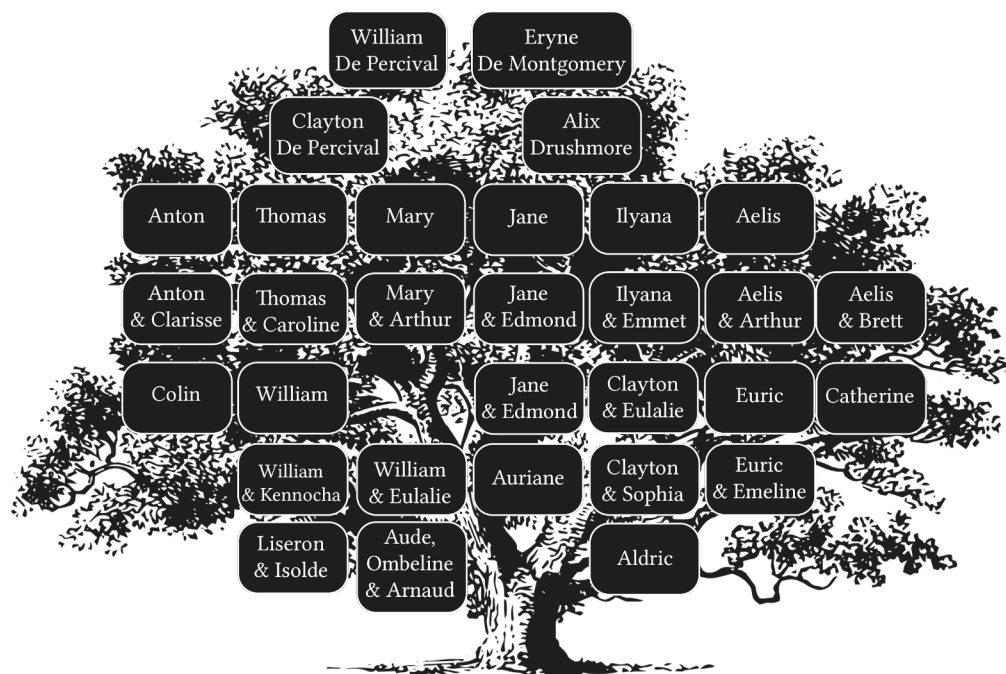 William
De Percival
Eryne
De Montgomery
Clayton
De Percival
Alix
Drushmore
Anton
Thomas
Mary
Jane
Ilyana
Aelis
Anton
& Clarisse
Thomas
& Caroline
Mary
& Arthur
Jane
& Edmond
Ilyana
& Emmet
Aelis
& Arthur
Aelis
& Brett
Colin
William
Jane
& Edmond
Clayton
& Eulalie
Euric
Catherine
William
& Kennocha
William
& Eulalie
Auriane
Clayton
& Sophia
Euric
& Emeline
Liseron
& Isolde
Aude,
Ombeline
& Arnaud
Aldric